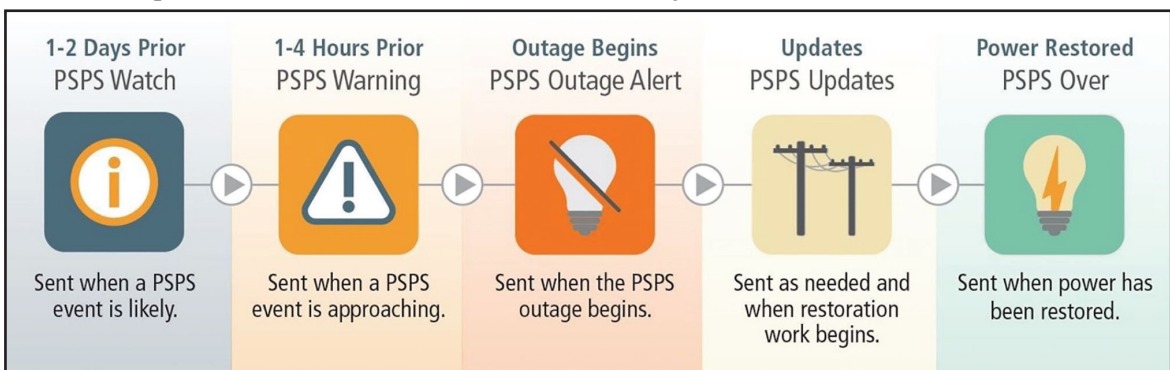 1-2 Days Prior
PSPS Watch
Sent when a PSPS
event is likely.
1-4 Hours Prior
PSPS Warning
Sent when a PSPS
event is approaching.
Outage Begins
PSPS Outage Alert
Sent when the PSPS
outage begins.
Updates
PSPS Updates
Sent as needed and
when restoration
work begins.
Power Restored
PSPS Over
Sent when power has
been restored.